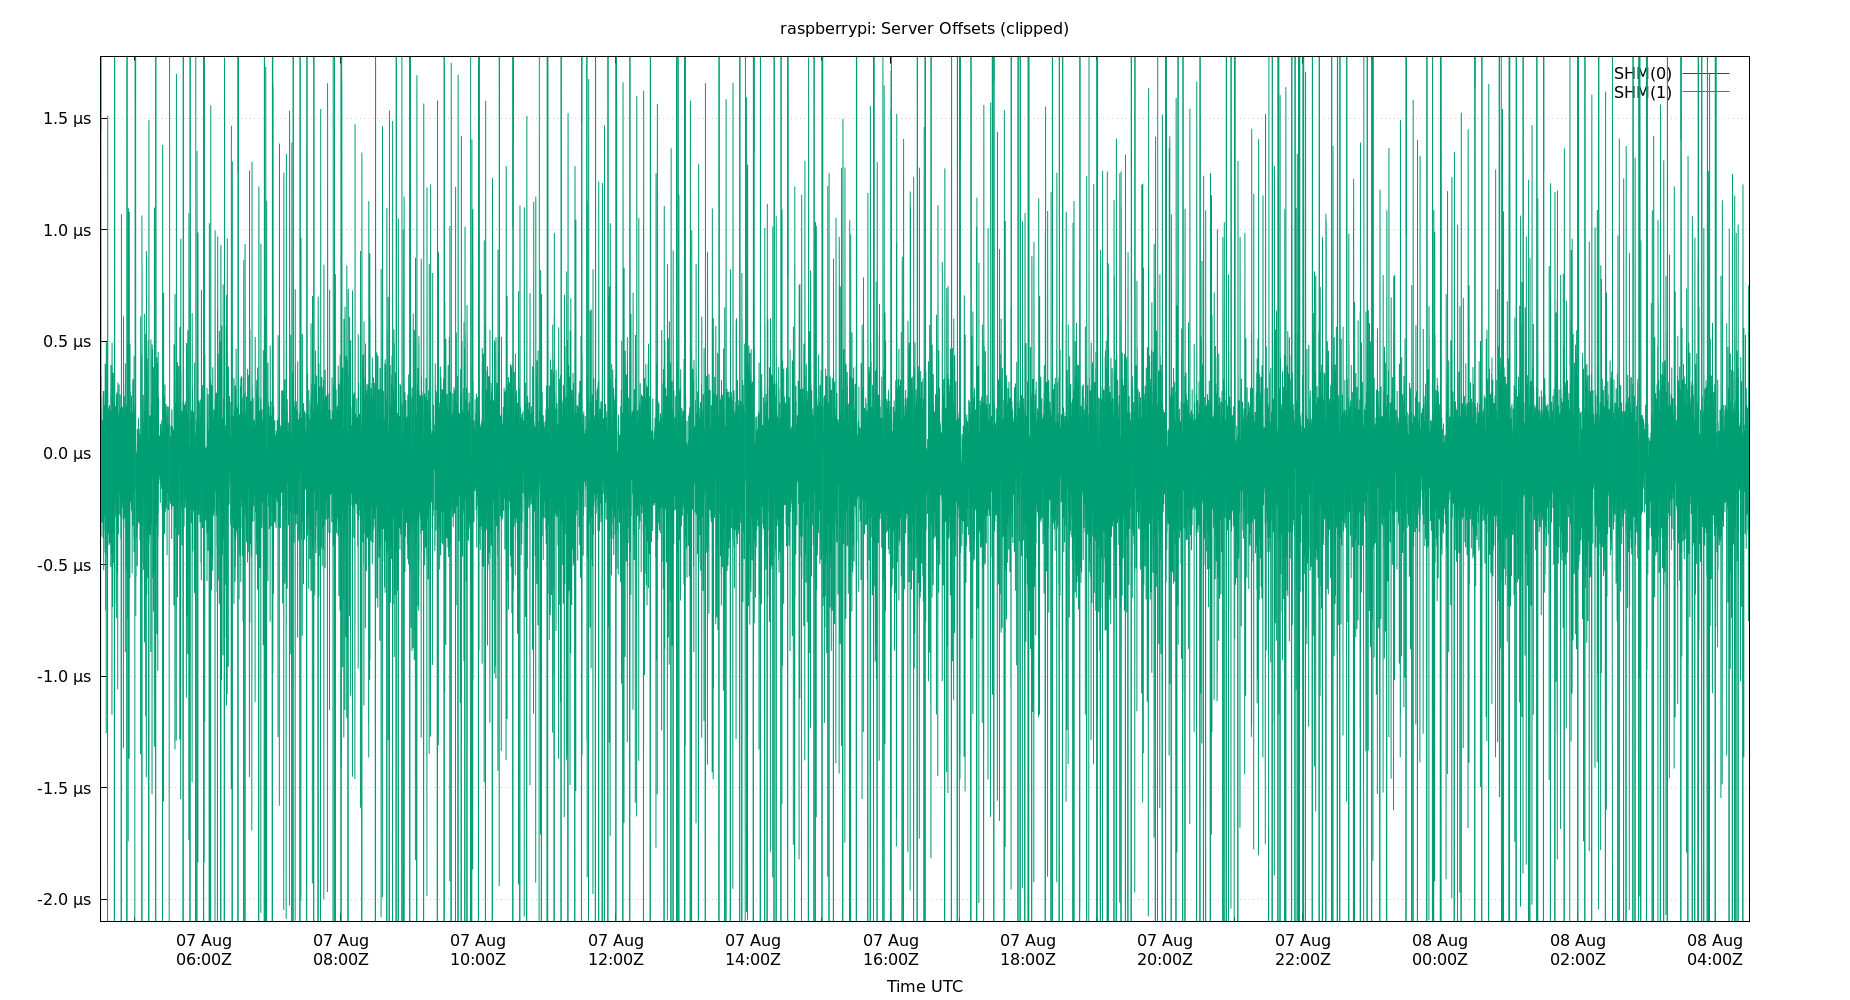 raspberrypi: Server Offsets (clipped)
SHM(0)
SHM(1)
1.5 µs
1.0 µs
0.5 µs
0.0 µs
-0.5 µs
-1.0 µs
-1.5 µs
-2.0 µs
07 Aug 07 Aug 07 Aug 07 Aug 07 Aug 07 Aug 07 Aug 07 Aug 07 Aug 08 Aug 08 Aug 08 Aug
06:00Z 08:00Z 10:00Z 12:00Z 14:00Z 16:00Z 18:00Z 20:00Z 22:00Z 00:00Z 02:00Z 04:00Z
Time UTC